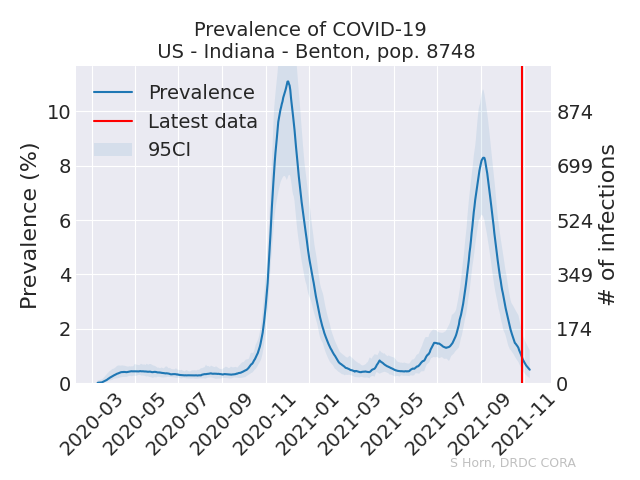 Prevalence of COVID-19
US - Indiana - Benton, pop. 8748
Prevalence
Latest data
95CI
Prevalence (%)
10
8
6
4
2
0
874
699
524
349
174
0
# of infections
2020-03
2020-05
2020-07
2020-09
2020-11
2021-01
2021-03
2021-05
2021-07
2021-09
2021-11
S Horn, DRDC CORA